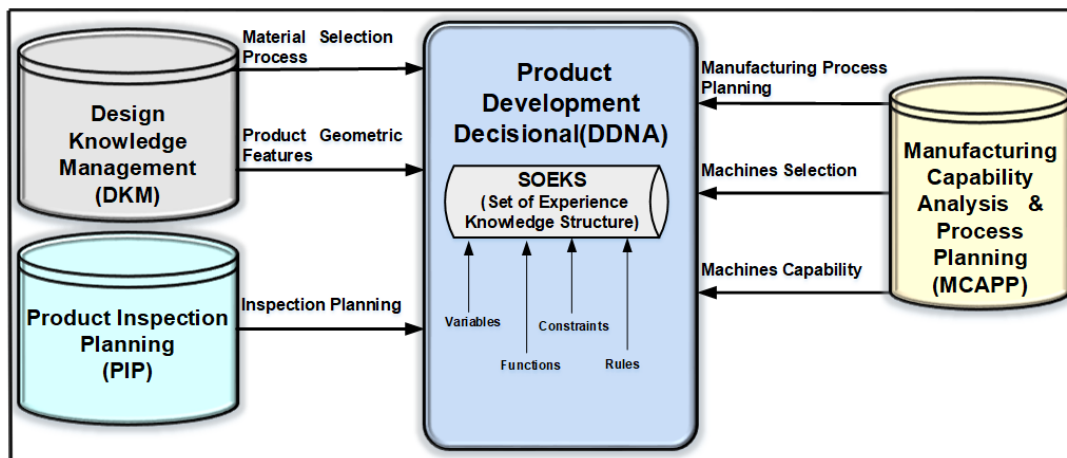 Material Selection
Process
Design
Knowledge
Management
(DKM)
Product Geometric
Features
Product Inspection
Planning
(PIP)
Inspection Planning
Product
Development
Decisional(DDNA)
SOEKS
(Set of Experience
Knowledge Structure)
Variables
Constraints
Functions
Rules
Manufacturing Process
Planning
Machines Selection
Machines Capability
Manufacturing
Capability
Analysis &
Process
Planning
(MCAPP)